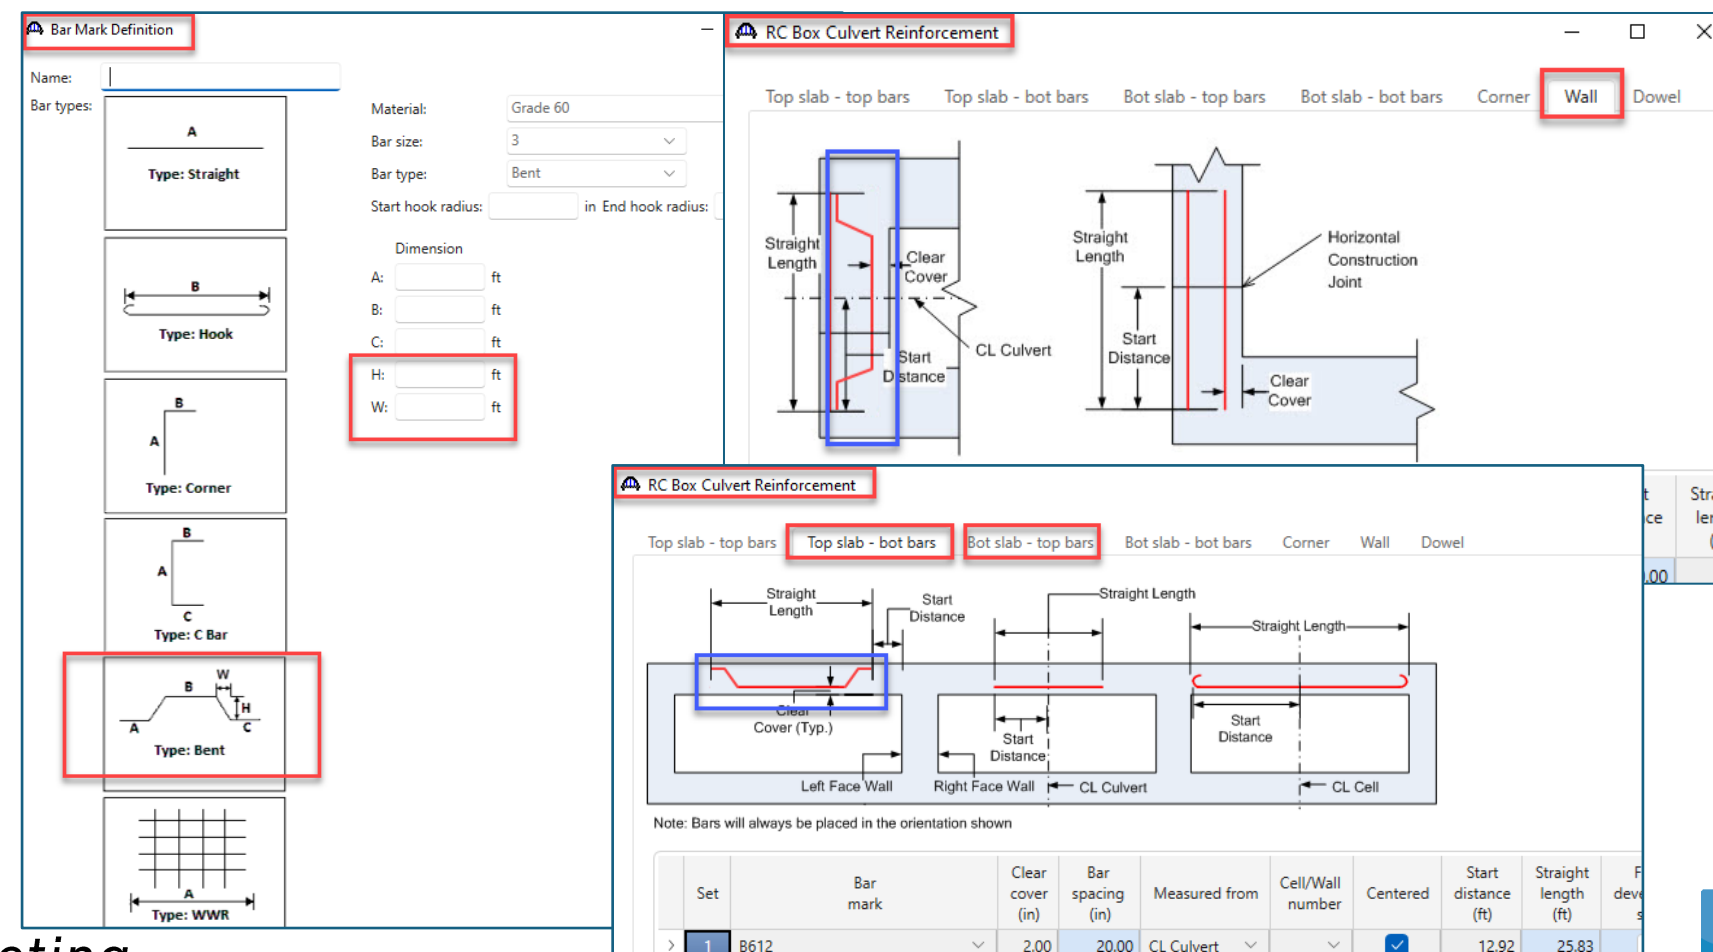 Bar Mark Definition
Name:
Bar types:
A
Type: Straight
B
Type: Hook
B
A
Type: Corner
B
A
C
Type: C Bar
W
B
H
A
C
Type: Bent
A
Type: WWR
Material:
Grade 60
Bar size:
3
Bar type:
Bent
Start hook radius:
in End hook radius:
Dimension
A:
ft
B:
ft
C:
ft
H:
ft
W:
ft
RC Box Culvert Reinforcement
Top slab - top bars
Top slab - bot bars
Bot slab - top bars
Bot slab - bot bars
Corner
Wall
Dowel
Straight
Length
Clear
Cover
Start
Distance
CL Culvert
Straight
Length
Start
Distance
Horizontal
Construction
Joint
Clear
Cover
.00
RC Box Culvert Reinforcement
Top slab - top bars
Top slab - bot bars
Bot slab - top bars
Bot slab - bot bars
Corner
Wall
Dowel
Straight
Length
Start
Distance
Straight Length
Straight Length
Clear
Cover (Typ.)
Start
Distance
Start
Distance
Left Face Wall
Right Face Wall
CL Culvert
CL Cell
Note: Bars will always be placed in the orientation shown
Set
Bar
mark
Clear
cover
(in)
Bar
spacing
(in)
Measured from
Cell/Wall
number
Centered
Start
distance
(ft)
Straight
length
(ft)
1
B612
2.00
20.00
CL Culvert
12.92
25.83